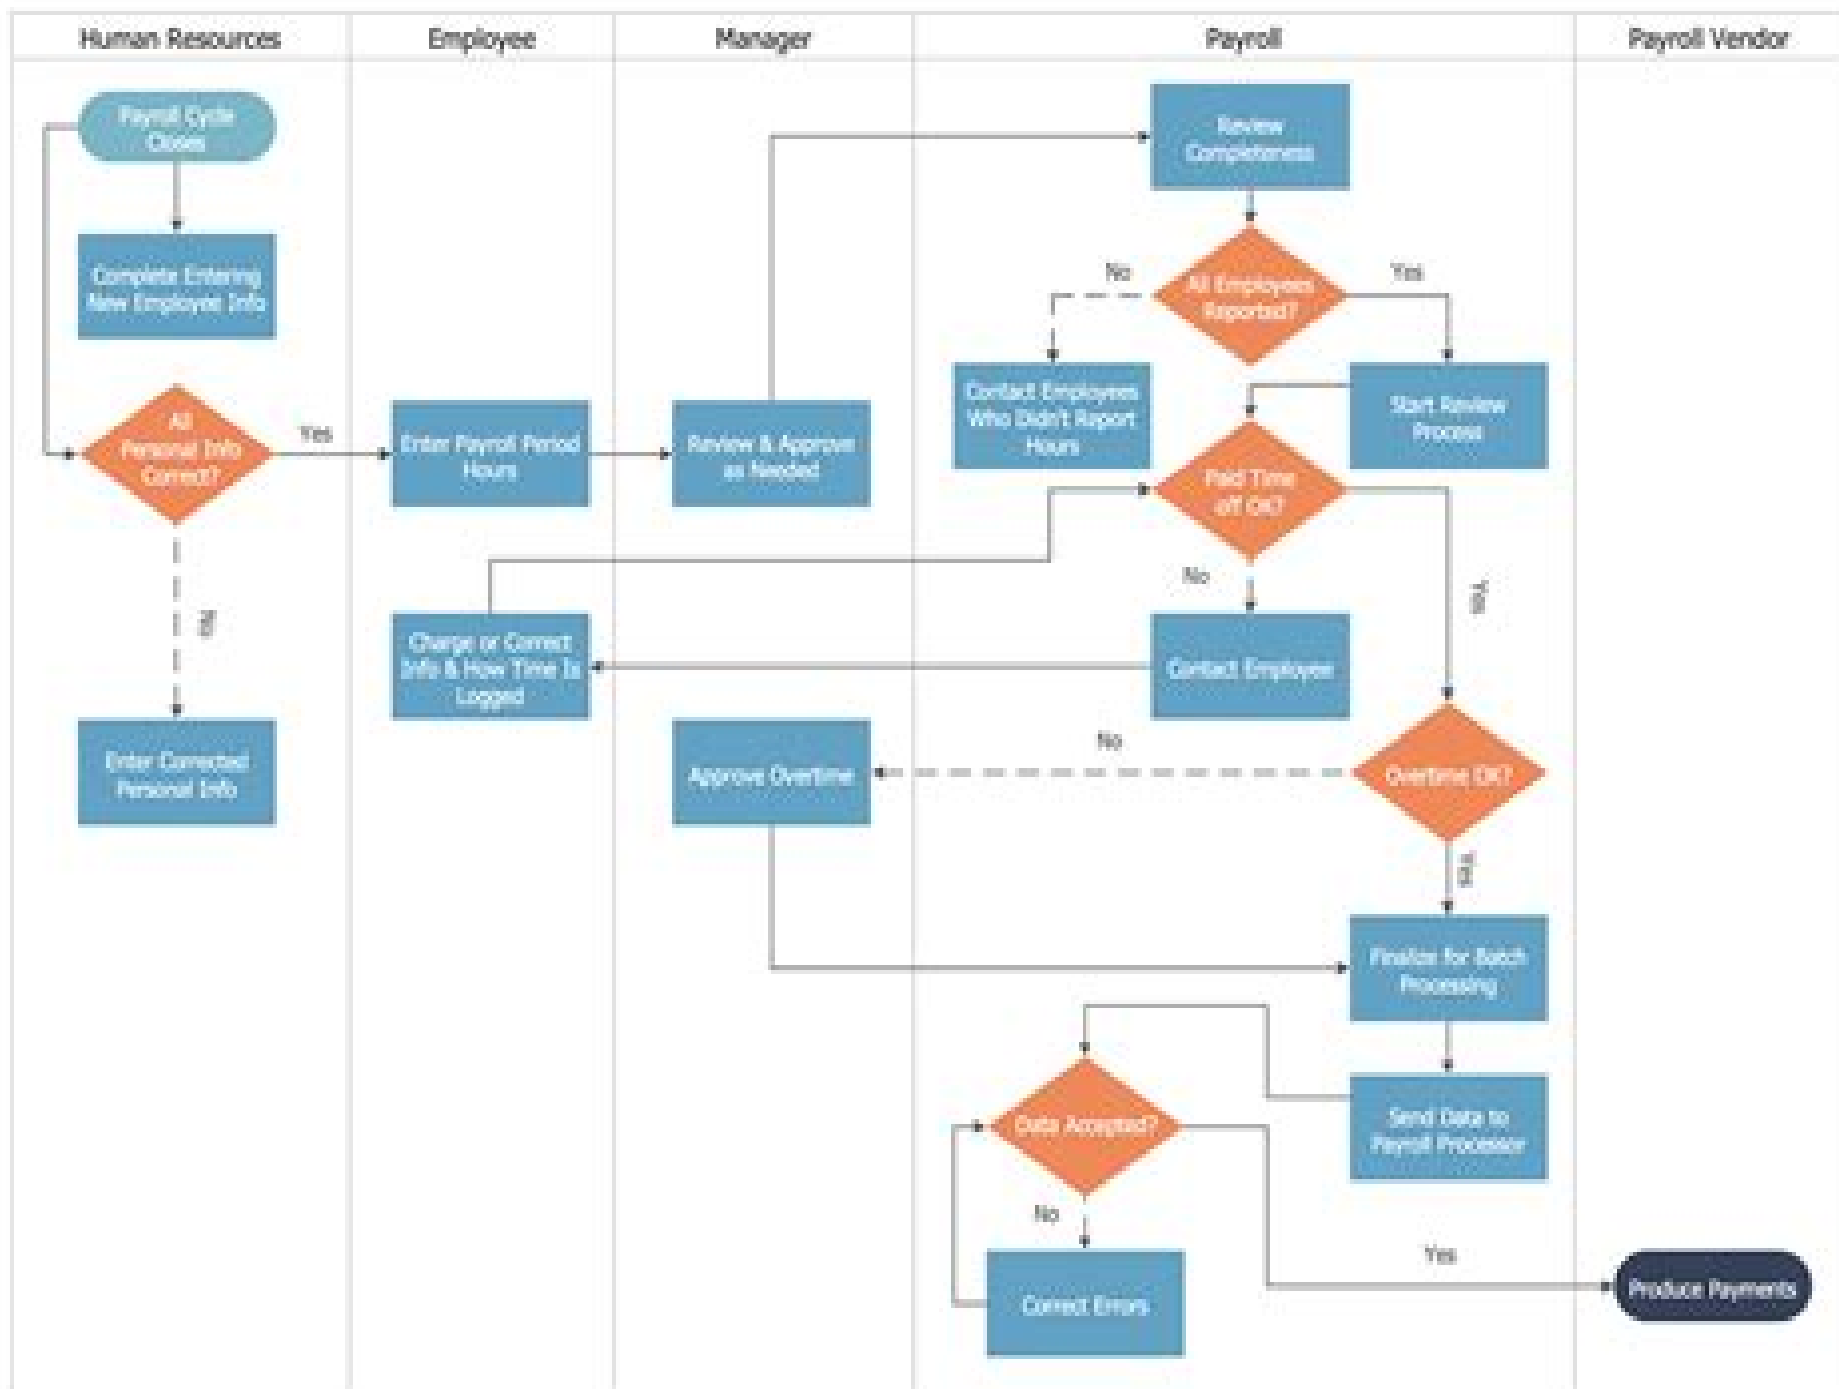 Human Resources
Employee
Manager
Payroll
Payroll Vendor
Payroll Cycle
Closes
Complete Entering
New Employee Info
All
Personal Info
Correct?
Yes
No
Enter Corrected
Personal Info
Enter Payroll Period
Hours
Charge or Correct
Info & How Time Is
Logged
Review & Approve
as Needed
Approve Overtime
Review
Completeness
All Employees
Reported?
No
Yes
Contact Employees
Who Didn't Report
Hours
Start Review
Process
Paid Time
off OK?
No
Yes
Contact Employee
No
Overtime OK?
Yes
Finalize for Batch
Processing
Send Data to
Payroll Processor
Data Accepted?
No
Yes
Correct Errors
Produce Payments